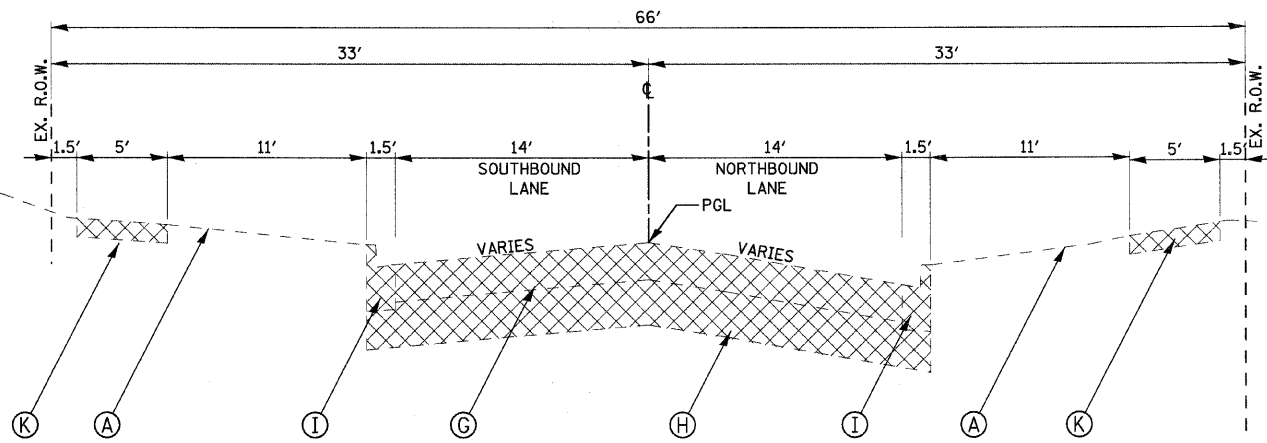 66'
33' 33'
℄
EX. R.O.W. EX. R.O.W.
1.5' 5' 11' 1.5' 14' 14' 1.5' 11' 5' 1.5'
SOUTHBOUND LANE
NORTHBOUND LANE
PGL
VARIES VARIES
K A I G H I A K